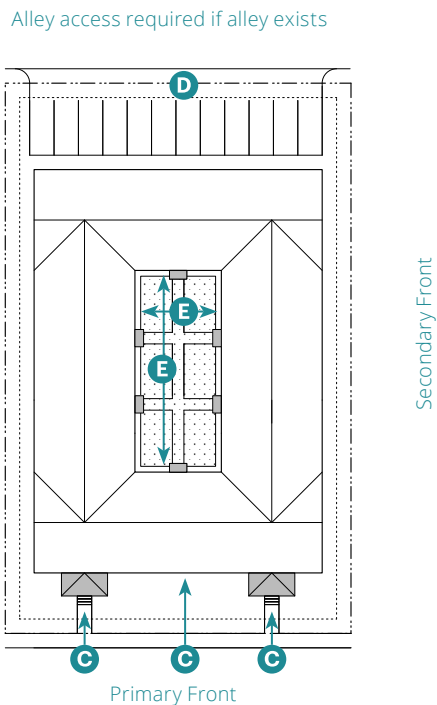 Alley access required if alley exists
D
E
E
Secondary Front
C C C
Primary Front